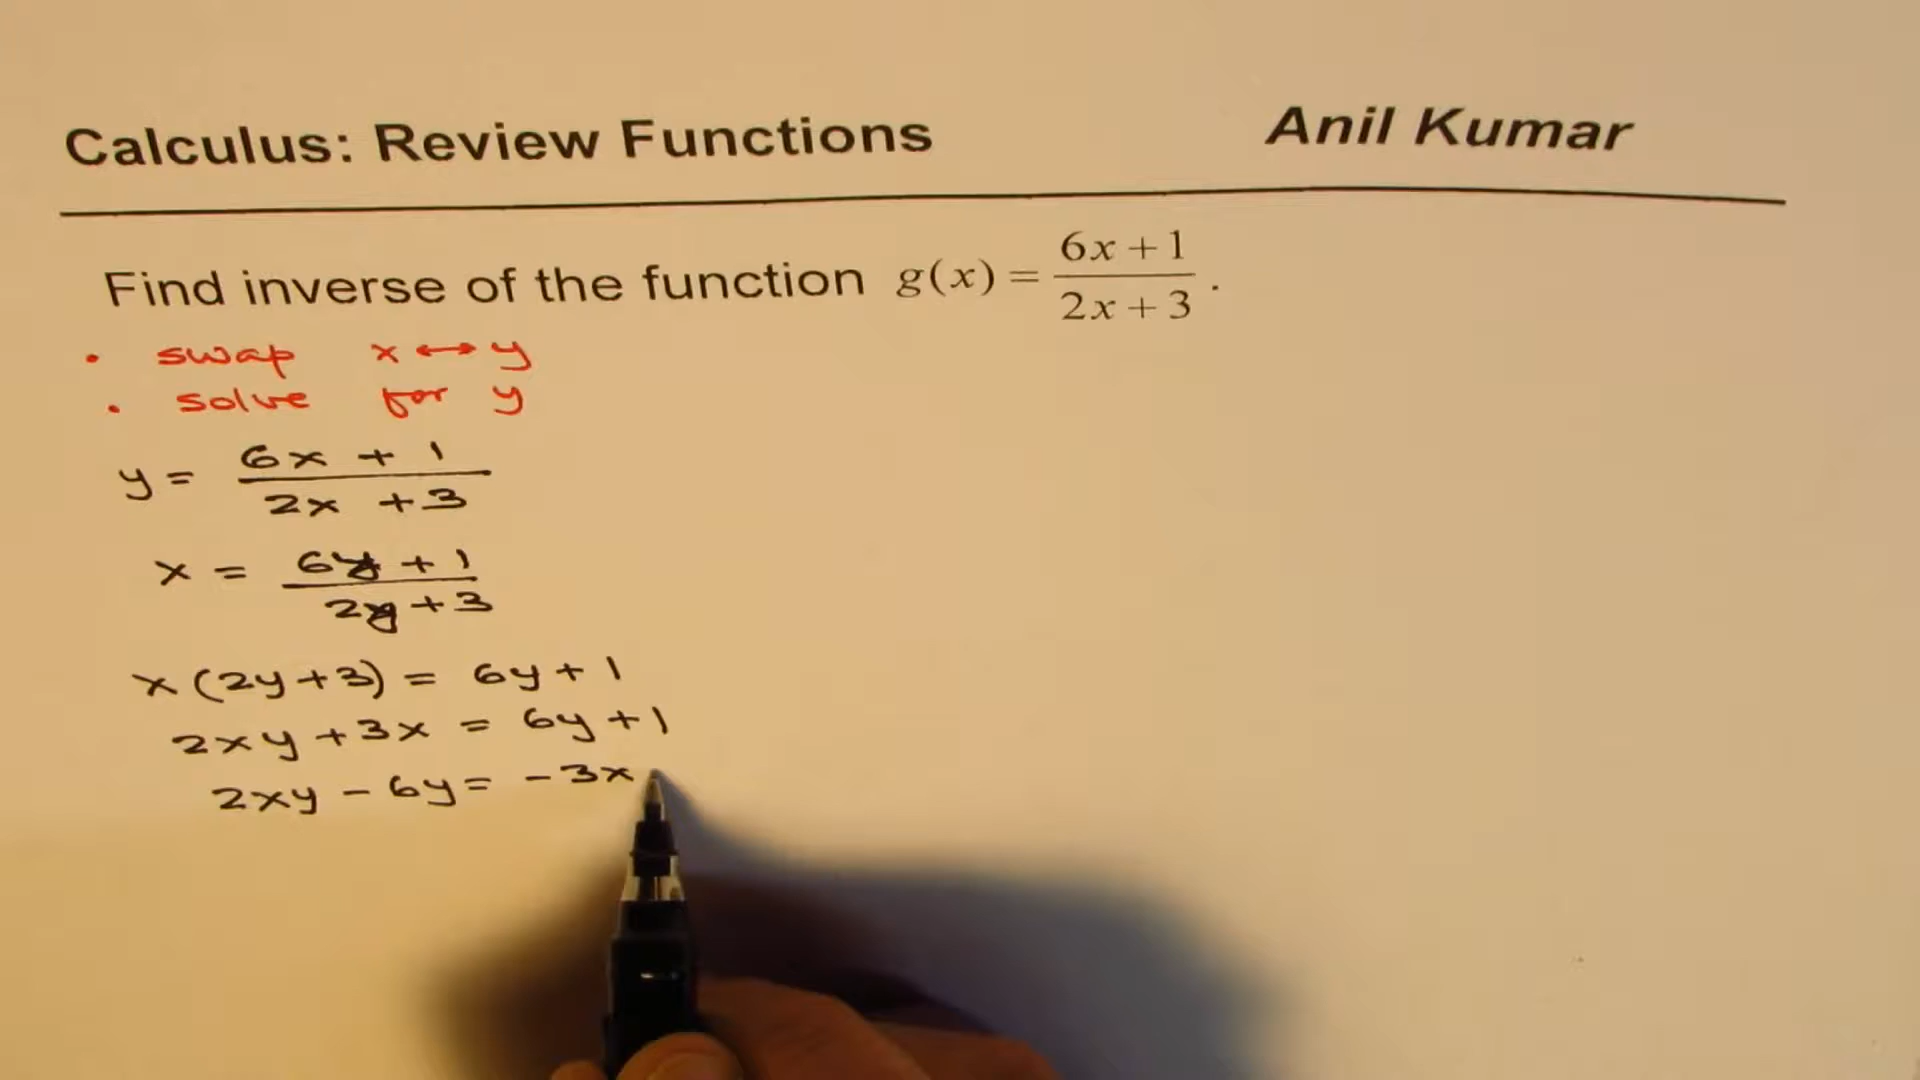 Calculus: Review Functions Anil Kumar
Find inverse of the function g(x) = (6x + 1)/(2x + 3).
• swap x ↔ y
• solve for y
y = (6x + 1)/(2x + 3)
x = (6y + 1)/(2y + 3)
x (2y + 3) = 6y + 1
2xy + 3x = 6y + 1
2xy - 6y = - 3x